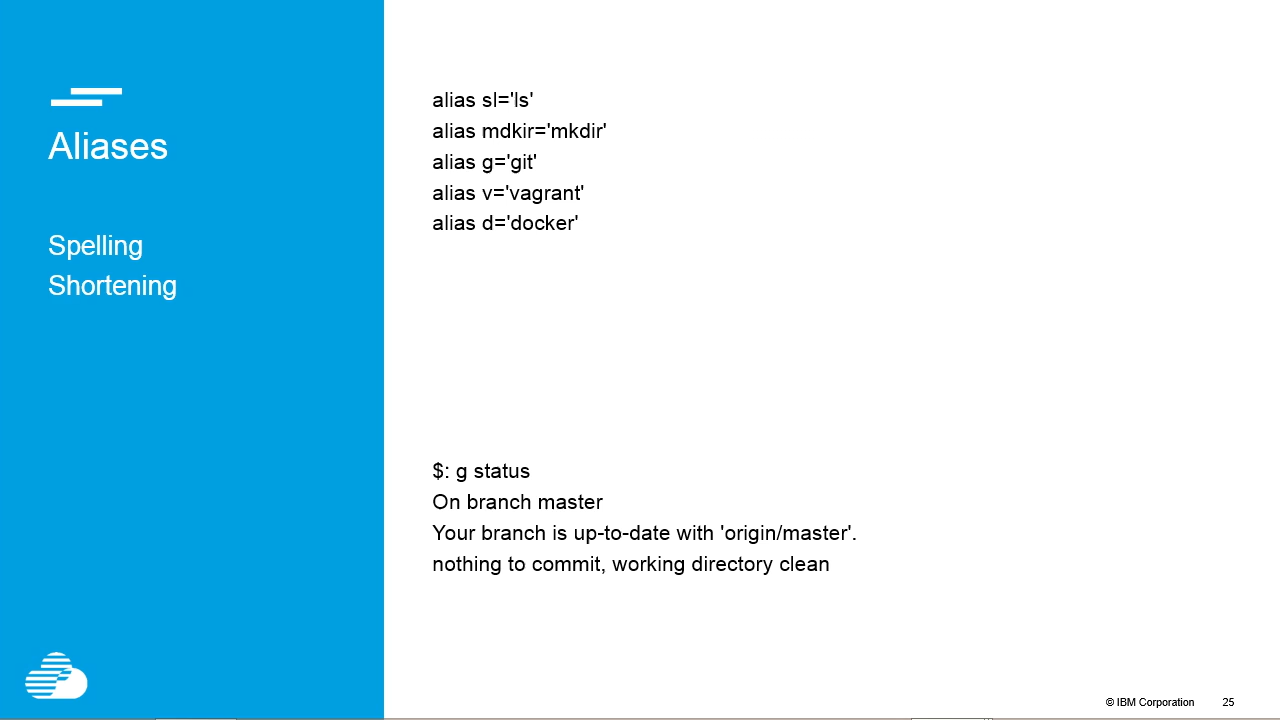 Aliases
Spelling
Shortening
alias sl='ls'
alias mdkir='mkdir'
alias g='git'
alias v='vagrant'
alias d='docker'
$: g status
On branch master
Your branch is up-to-date with 'origin/master'.
nothing to commit, working directory clean
© IBM Corporation 25